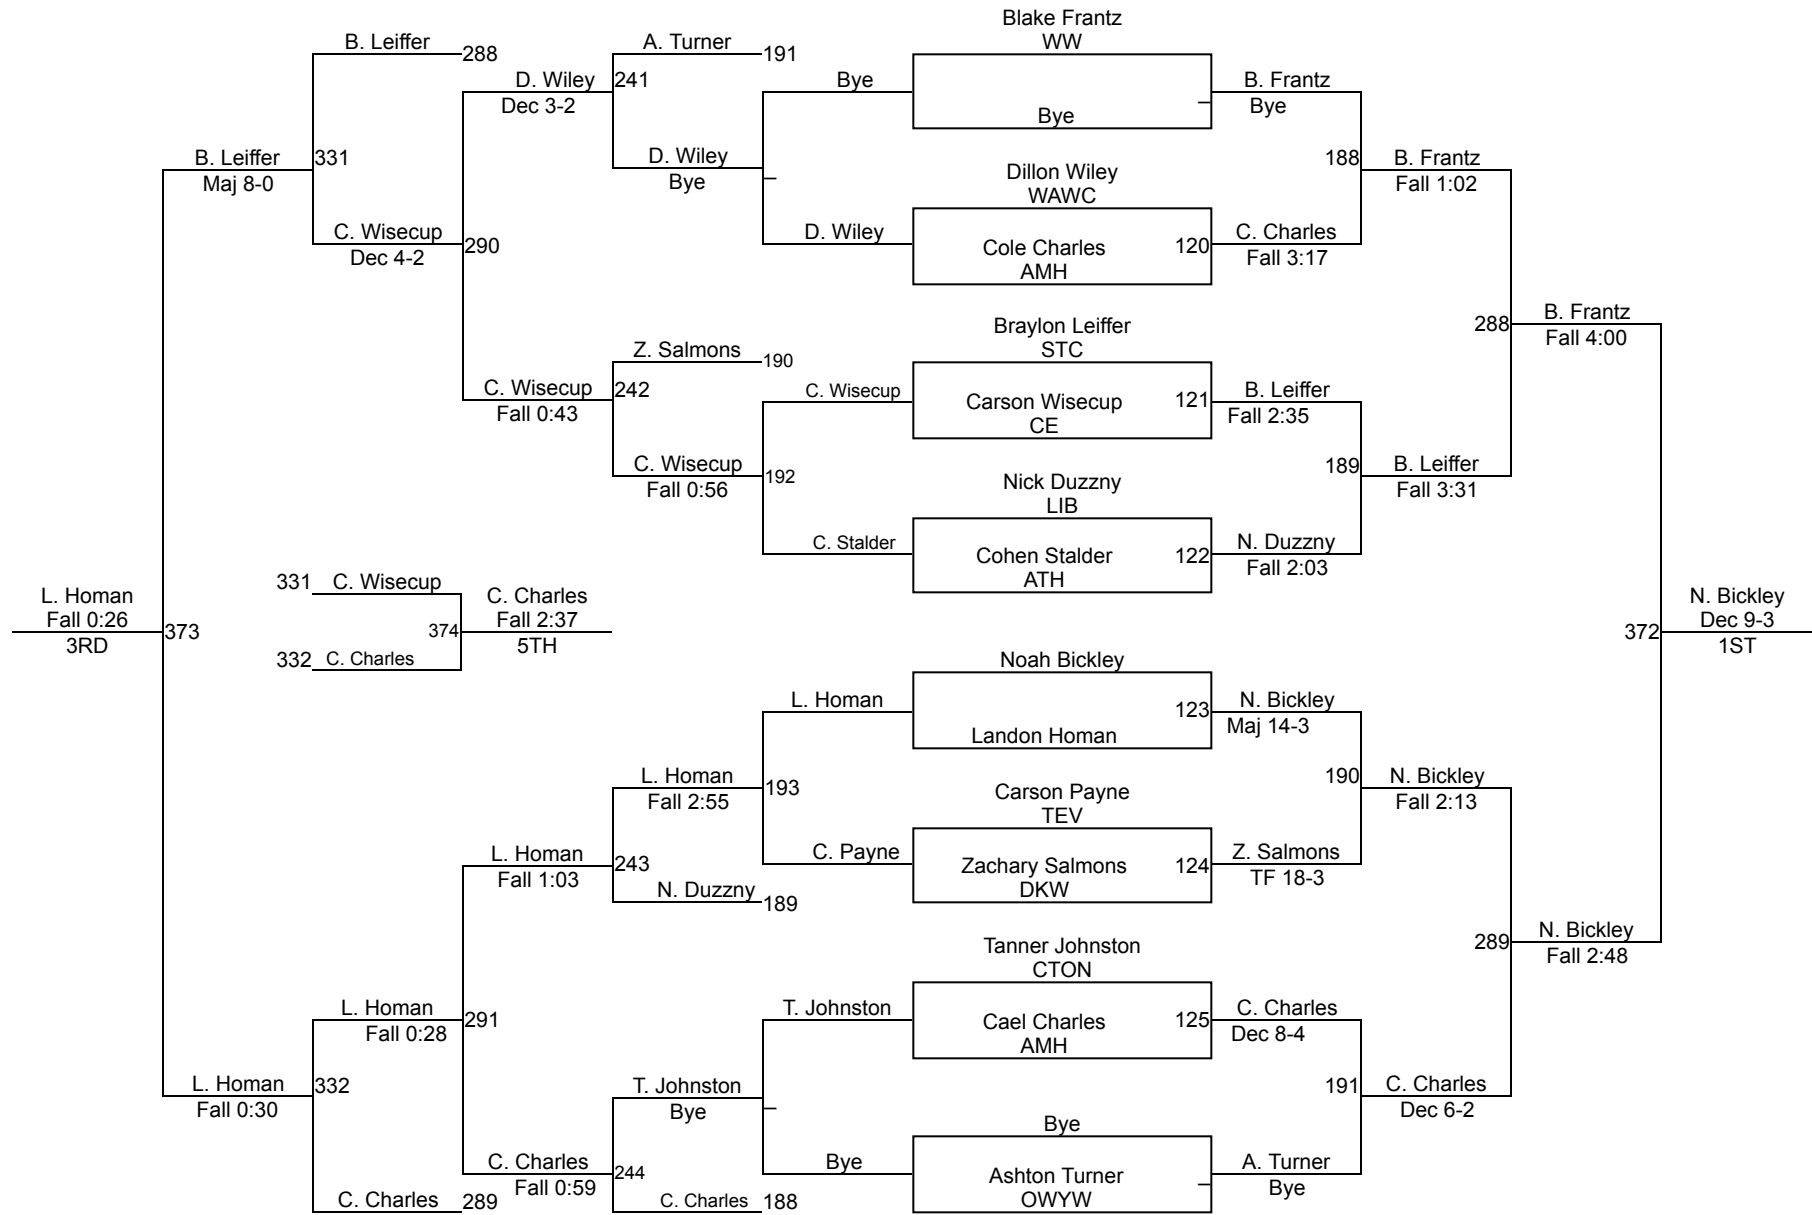 Blake Frantz
WW
B. Leiffer
288
A. Turner
191
D. Wiley
241
Bye
B. Frantz
Dec 3-2
Bye
Bye
B. Leiffer
331
D. Wiley
188
B. Frantz
Maj 8-0
Bye
–
–
Fall 1:02
Dillon Wiley
WAWC
C. Wisecup
290
D. Wiley
Cole Charles
120
C. Charles
Dec 4-2
AMH
Fall 3:17
Braylon Leiffer
STC
288
B. Frantz
Fall 4:00
Z. Salmons
190
C. Wisecup
242
C. Wisecup
Carson Wisecup
121
B. Leiffer
Fall 0:43
CE
Fall 2:35
C. Wisecup
192
189
B. Leiffer
Fall 0:56
Fall 3:31
Nick Duzzny
LIB
C. Stalder
Cohen Stalder
122
N. Duzzny
ATH
Fall 2:03
331
C. Wisecup
L. Homan
C. Charles
N. Bickley
Fall 0:26
Fall 2:37
Dec 9-3
373
374
372
3RD
5TH
1ST
332
C. Charles
Noah Bickley
L. Homan
123
N. Bickley
Landon Homan
Maj 14-3
L. Homan
193
190
N. Bickley
Fall 2:55
Fall 2:13
Carson Payne
TEV
L. Homan
243
C. Payne
Zachary Salmons
124
Z. Salmons
Fall 1:03
DKW
TF 18-3
N. Duzzny
189
289
N. Bickley
Fall 2:48
Tanner Johnston
CTON
L. Homan
291
T. Johnston
Cael Charles
125
C. Charles
Fall 0:28
AMH
Dec 8-4
L. Homan
332
T. Johnston
191
C. Charles
Fall 0:30
Bye
–
Dec 6-2
Bye
C. Charles
244
Bye
Ashton Turner
–
A. Turner
Fall 0:59
OWYW
Bye
C. Charles
289
C. Charles
188